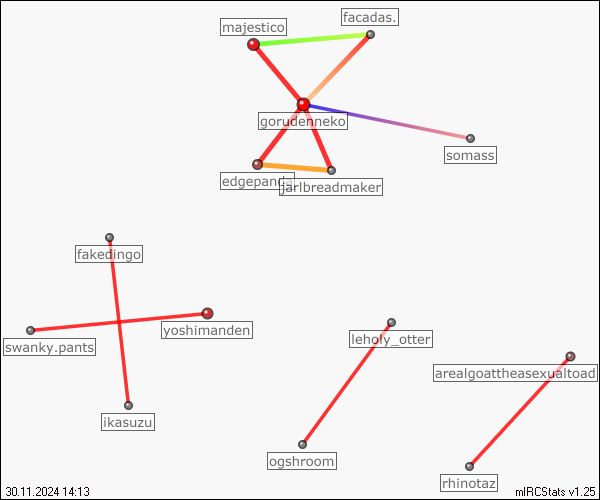 facadas.
majestico
gorudenneko
somass
edgepanda
jarlbreadmaker
fakedingo
yoshimanden
leholy_otter
swanky.pants
arealgoattheasexualtoad
ikasuzu
ogshroom
rhinotaz
30.11.2024 14:13
mIRCStats v1.25